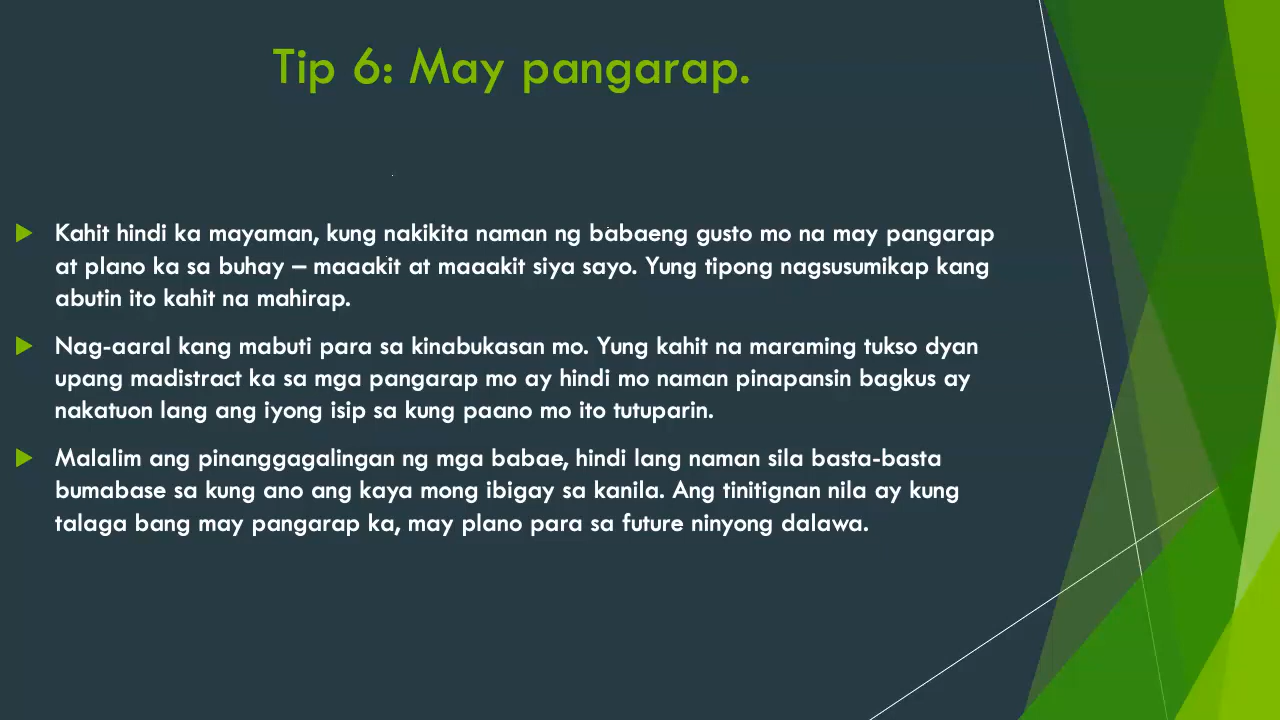 Tip 6: May pangarap.
Kahit hindi ka mayaman, kung nakikita naman ng babaeng gusto mo na may pangarap
at plano ka sa buhay – maaakit at maaakit siya sayo. Yung tipong nagsusumikap kang
abutin ito kahit na mahirap.
Nag-aaral kang mabuti para sa kinabukasan mo. Yung kahit na maraming tukso dyan
upang madistract ka sa mga pangarap mo ay hindi mo naman pinapansin bagkus ay
nakatuon lang ang iyong isip sa kung paano mo ito tutuparin.
Malalim ang pinanggagalingan ng mga babae, hindi lang naman sila basta-basta
bumabase sa kung ano ang kaya mong ibigay sa kanila. Ang tinitignan nila ay kung
talaga bang may pangarap ka, may plano para sa future ninyong dalawa.